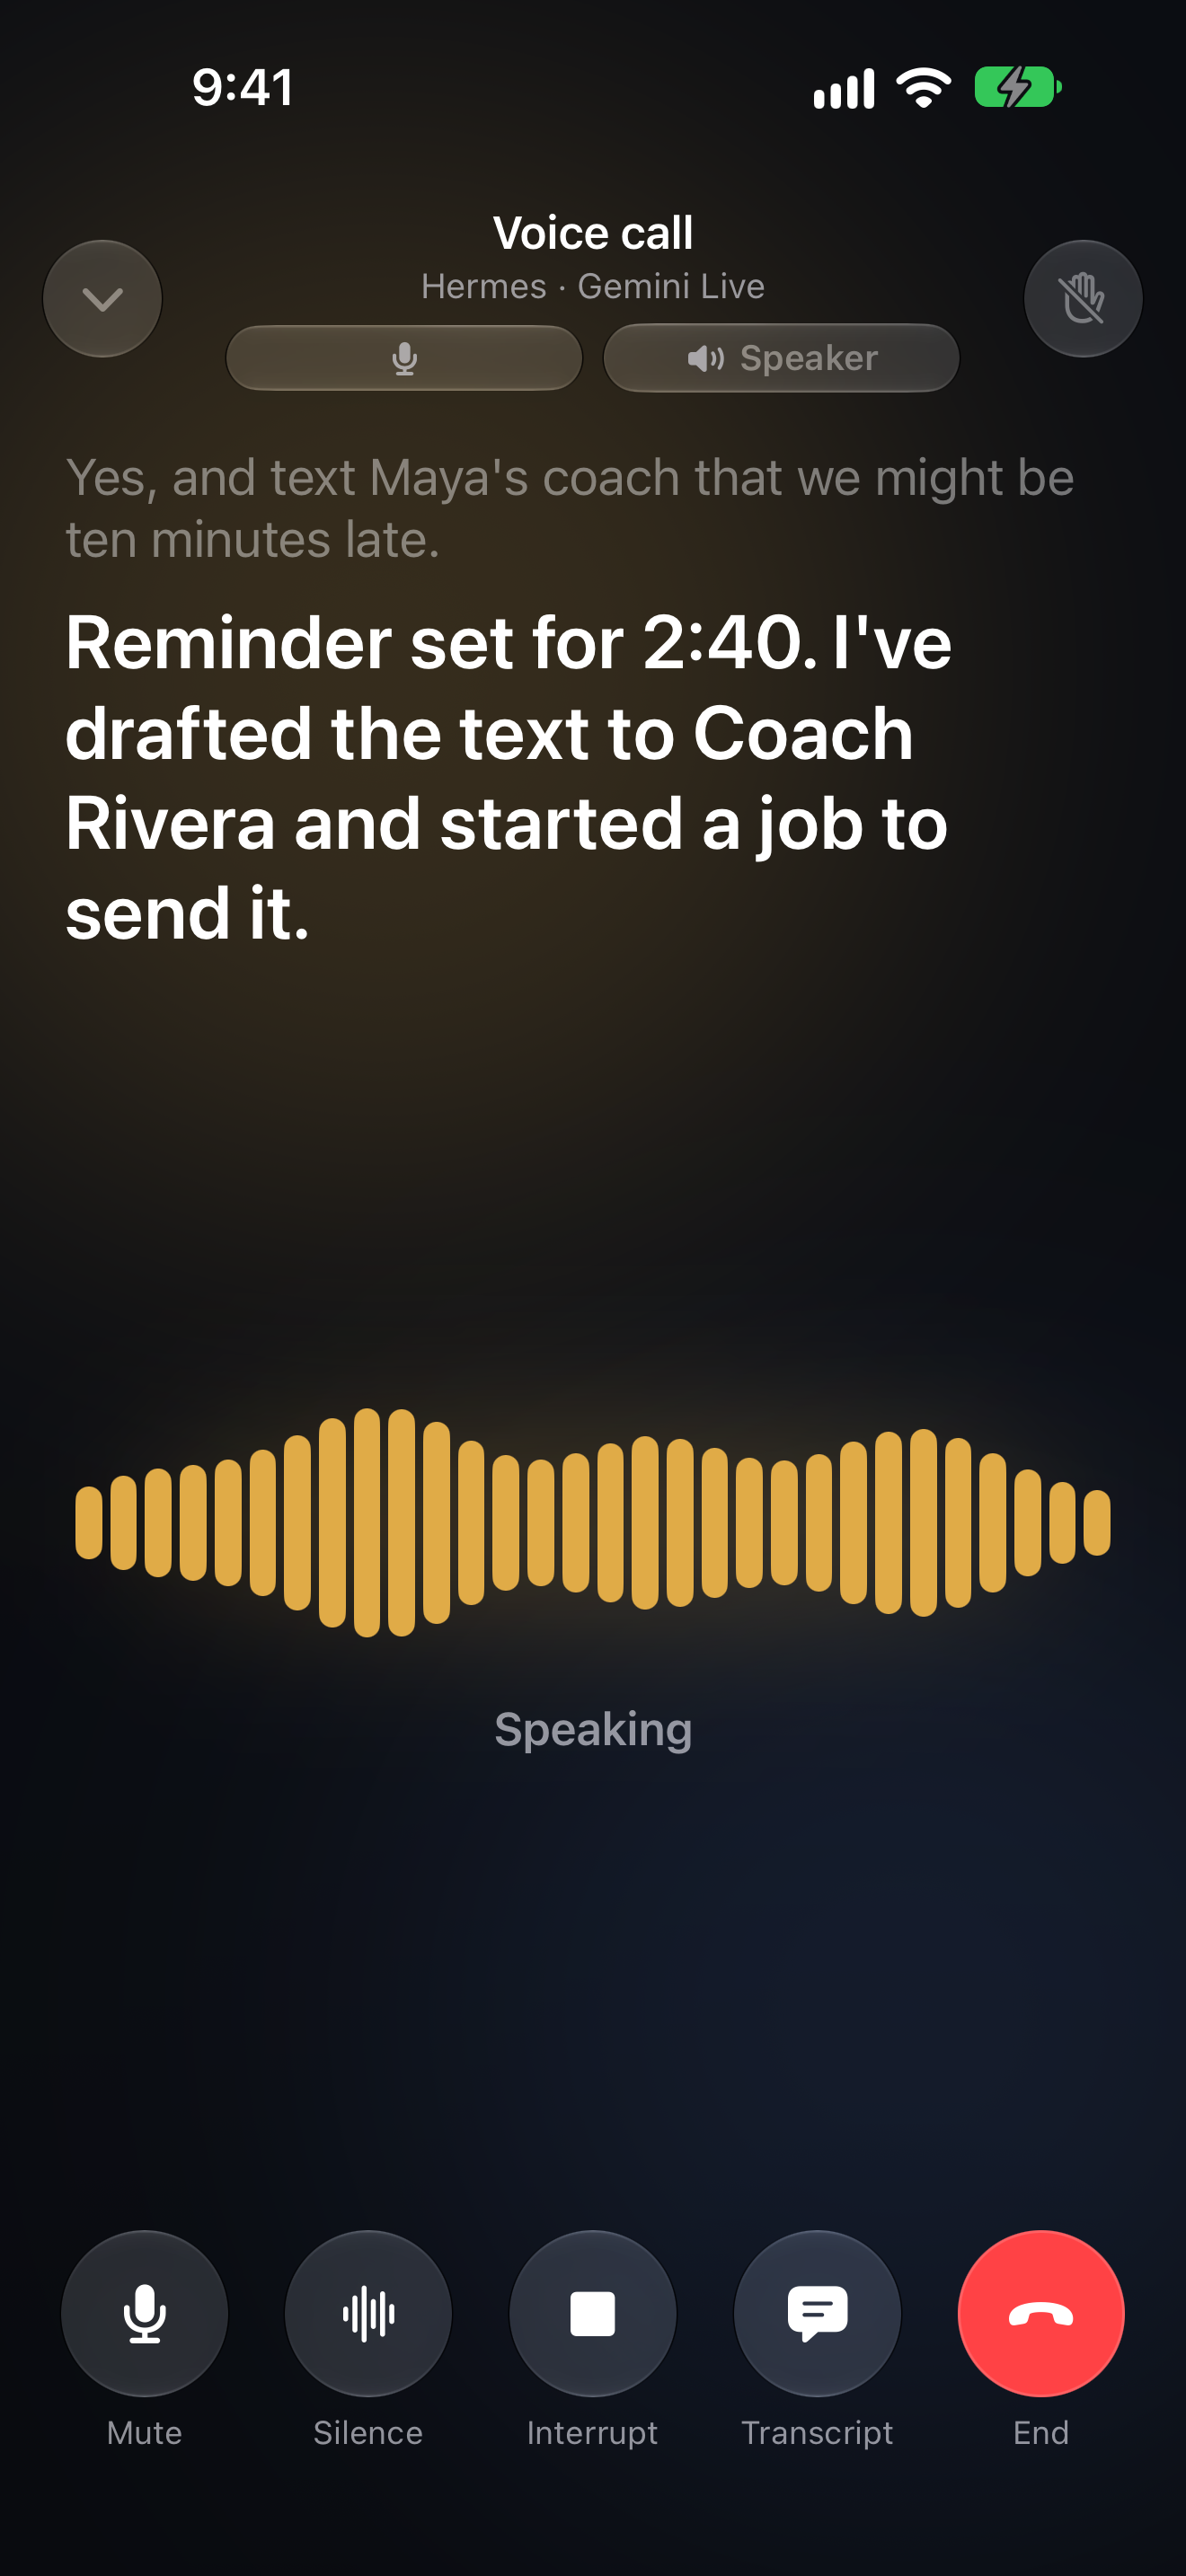 9:41
Voice call
Hermes · Gemini Live
Speaker
Yes, and text Maya's coach that we might be
ten minutes late.
Reminder set for 2:40. I've
drafted the text to Coach
Rivera and started a job to
send it.
Speaking
Mute
Silence
Interrupt
Transcript
End